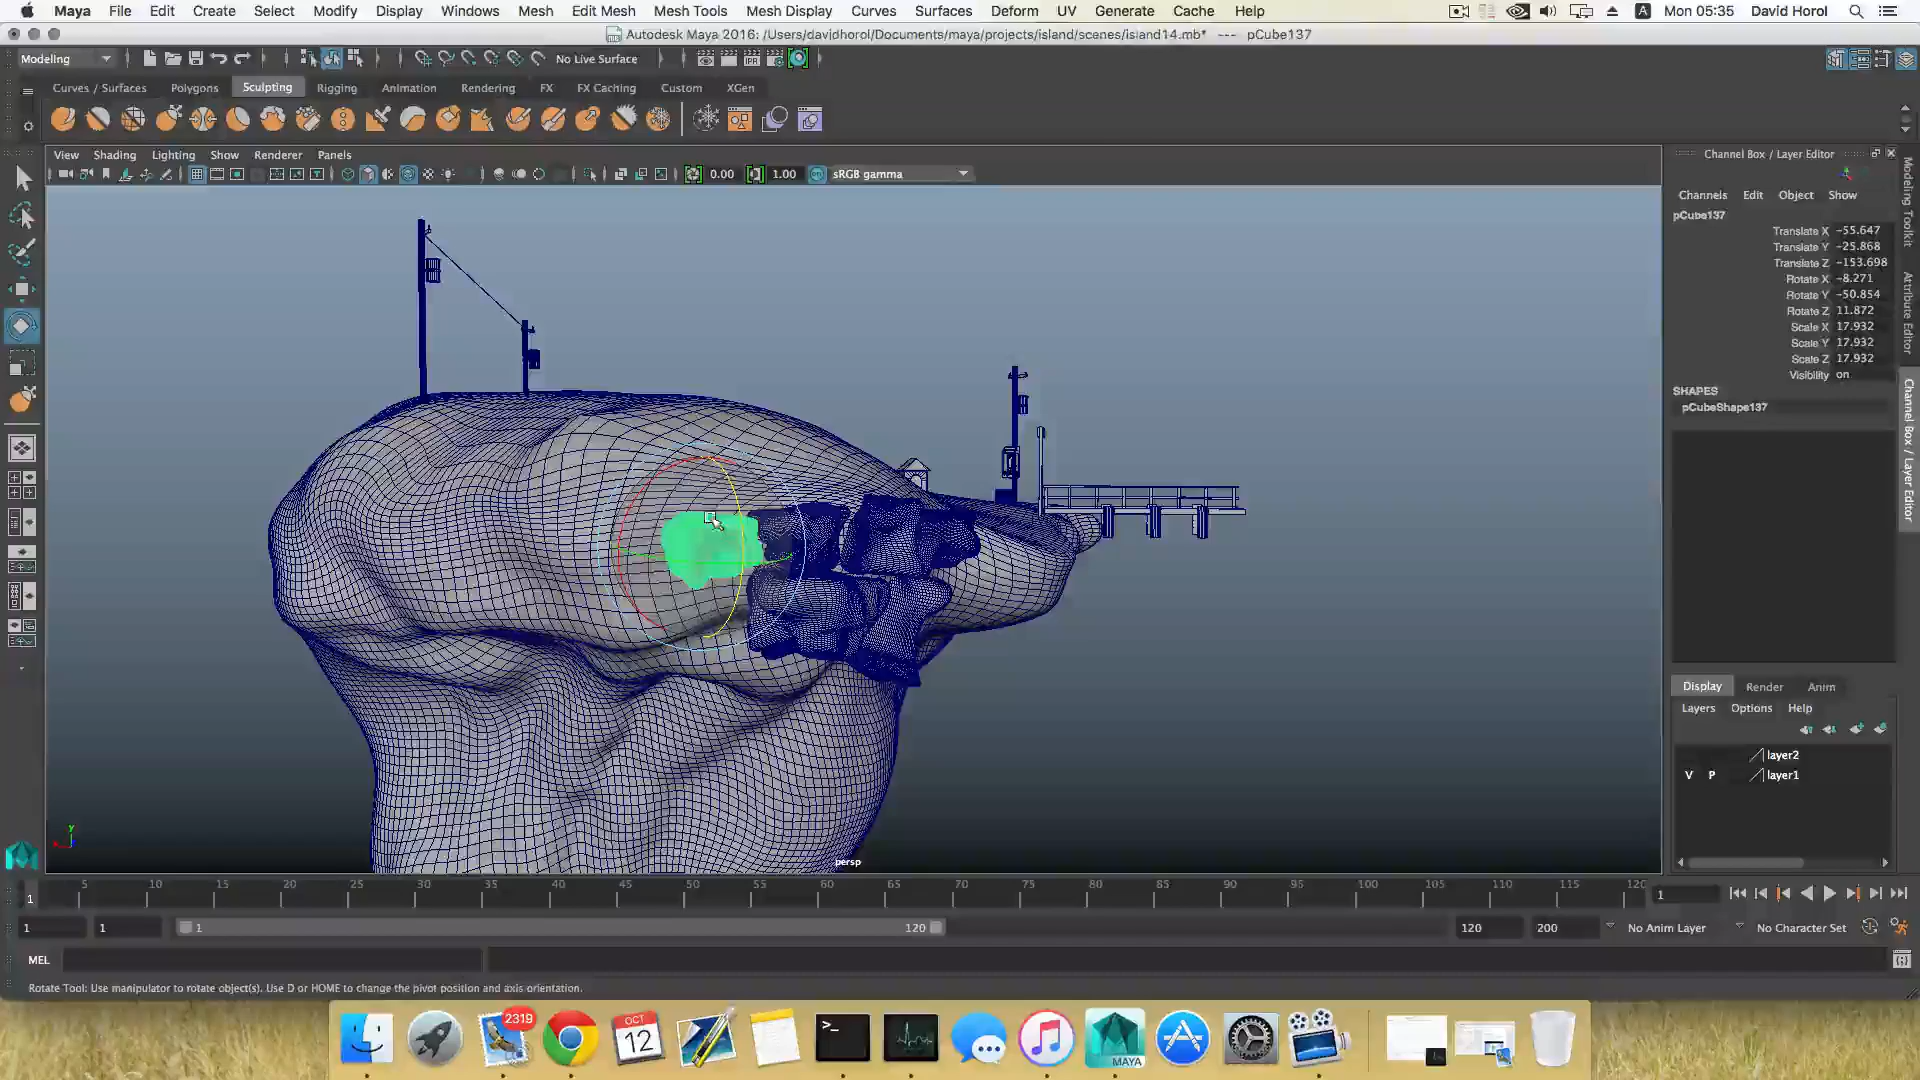 Maya File Edit Create Select Modify Display Windows Mesh Edit Mesh Mesh Tools Mesh Display Curves Surfaces Deform UV Generate Cache Help A Mon 05:35 David Horol
Autodesk Maya 2016: /Users/davidhorol/Documents/maya/projects/island/scenes/island14.mb* --- pCube137
Modeling No Live Surface
Curves / Surfaces Polygons Sculpting Rigging Animation Rendering FX FX Caching Custom XGen
View Shading Lighting Show Renderer Panels
0.00 1.00 sRGB gamma
Channel Box / Layer Editor
Channels Edit Object Show
pCube137
Translate X -55.647
Translate Y -25.868
Translate Z -153.698
Rotate X -8.271
Rotate Y -50.854
Rotate Z 11.872
Scale X 17.932
Scale Y 17.932
Scale Z 17.932
Visibility on
SHAPES
pCubeShape137
Modeling Toolkit
Attribute Editor
Channel Box / Layer Editor
Display Render Anim
Layers Options Help
layer2
V P layer1
y
persp
1 5 10 15 20 25 30 35 40 45 50 55 60 65 70 75 80 85 90 95 100 105 110 115 120 1
1 1 1 120 120 200 No Anim Layer No Character Set
MEL
Rotate Tool: Use manipulator to rotate object(s). Use D or HOME to change the pivot position and axis orientation.
2319
OCT
12
MAYA